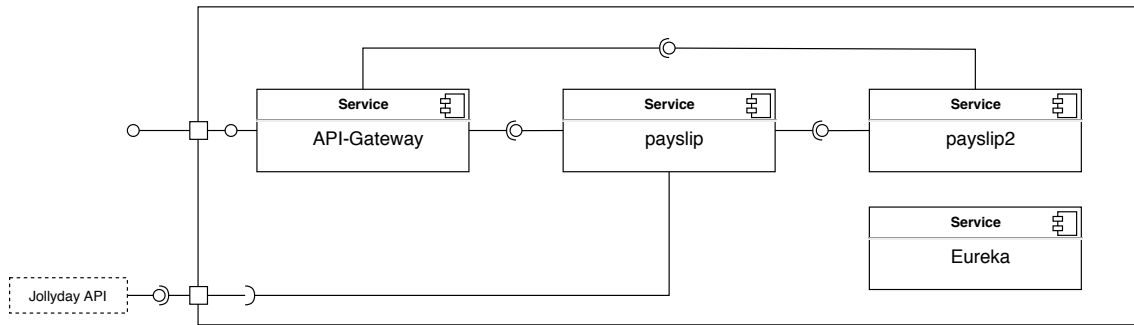 Service
API-Gateway
Service
payslip
Service
payslip2
Service
Eureka
Jollyday API